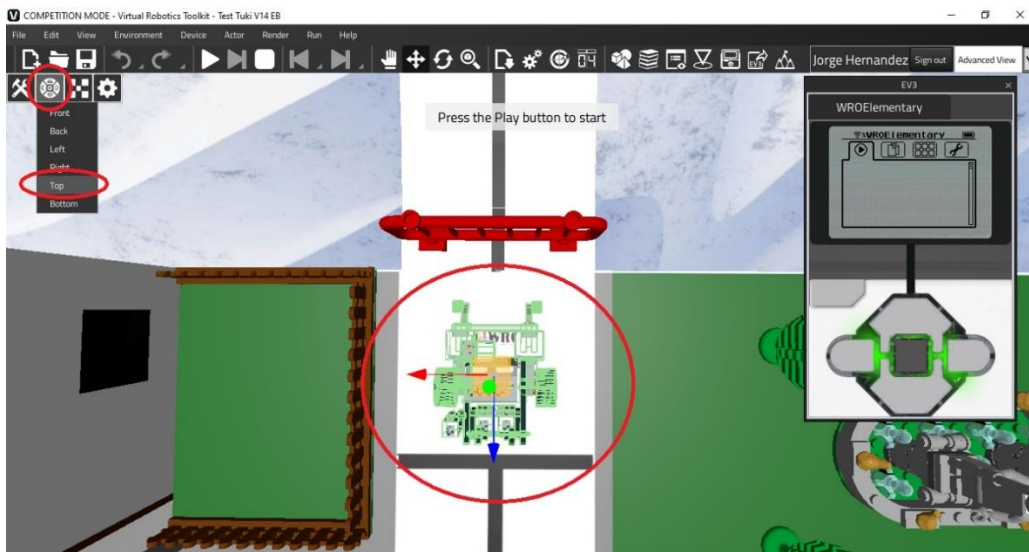 COMPETITION MODE - Virtual Robotics Toolkit - Test Tuki V14 EB
File Edit View Environment Device Actor Render Run Help
Jorge Hernandez Sign out Advanced View
EV3
WROElementary
WROElementary
Press the Play button to start
Front
Back
Left
Right
Top
Bottom
WRO